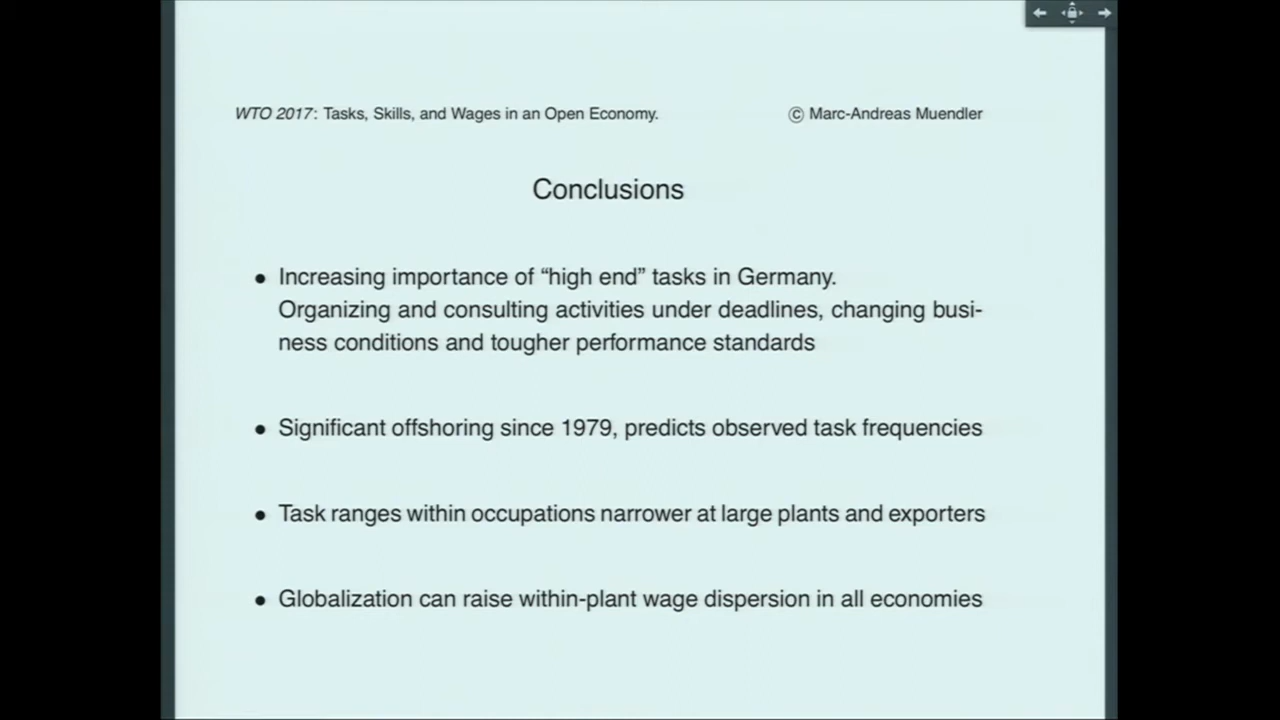 WTO 2017: Tasks, Skills, and Wages in an Open Economy. © Marc-Andreas Muendler
Conclusions
• Increasing importance of “high end” tasks in Germany.
Organizing and consulting activities under deadlines, changing busi-
ness conditions and tougher performance standards
• Significant offshoring since 1979, predicts observed task frequencies
• Task ranges within occupations narrower at large plants and exporters
• Globalization can raise within-plant wage dispersion in all economies